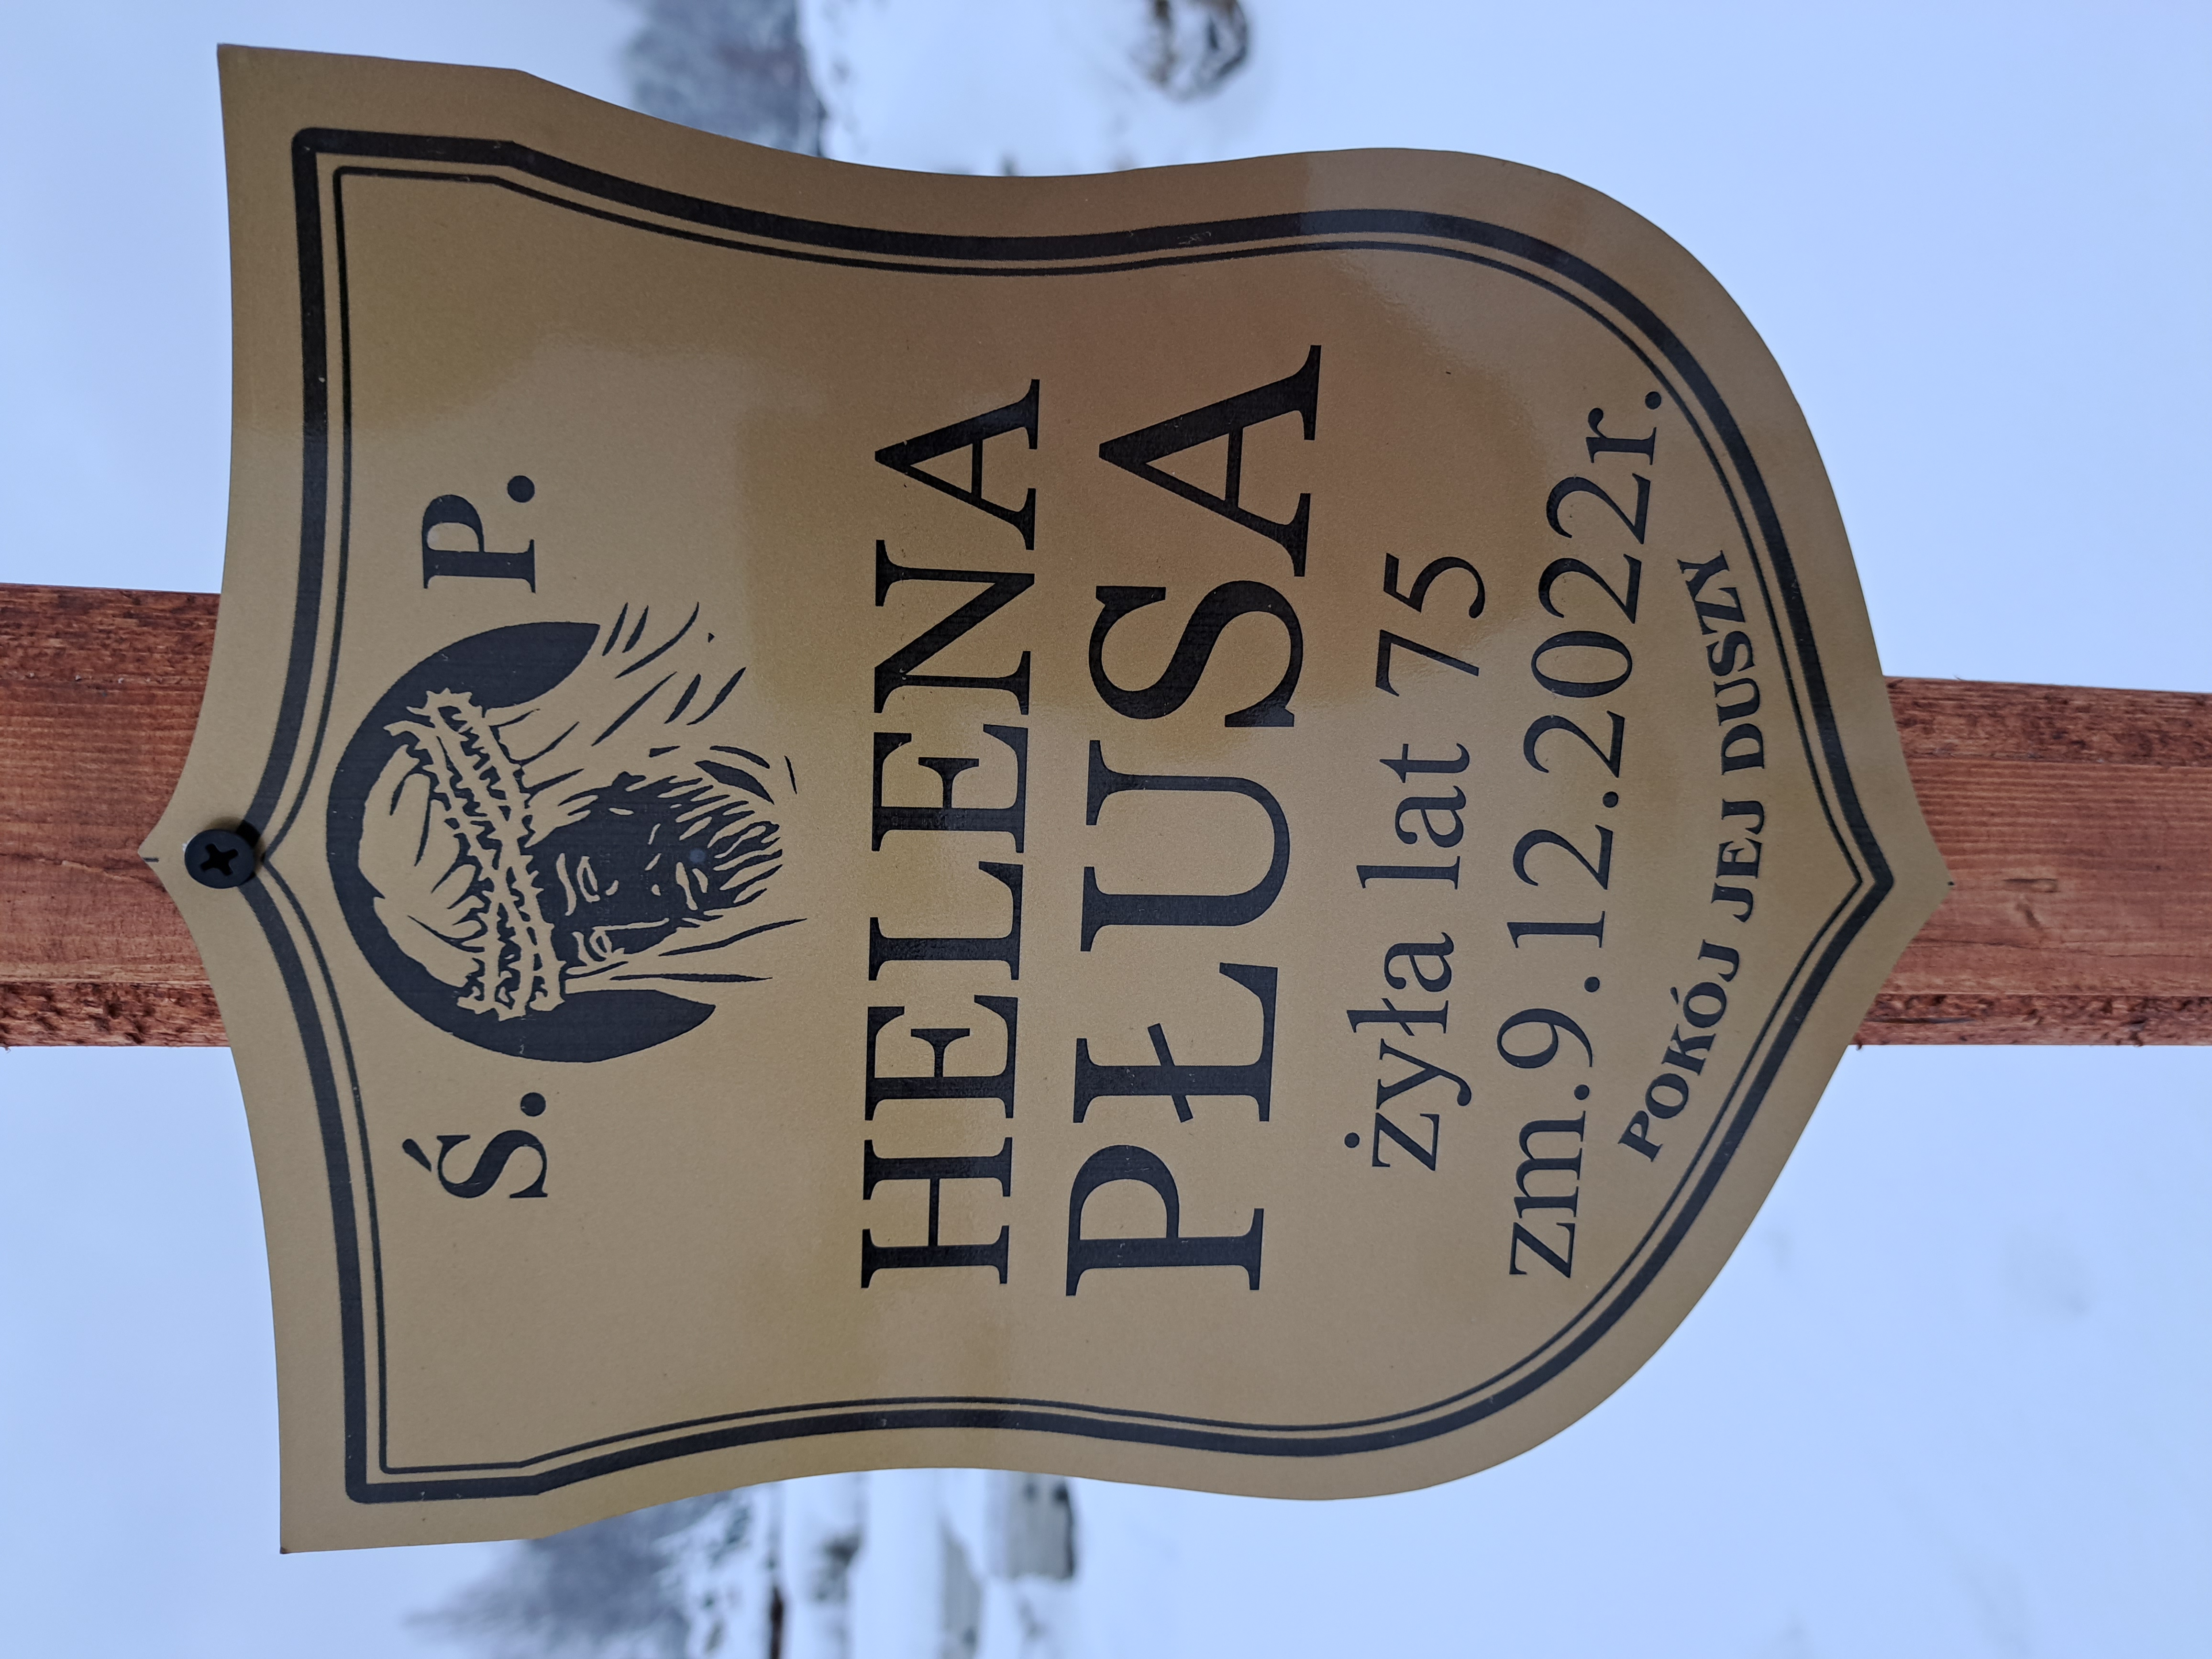 Ś. P.
HELENA
PŁUSA
żyła lat 75
zm.9.12.2022r.
POKÓJ JEJ DUSZY